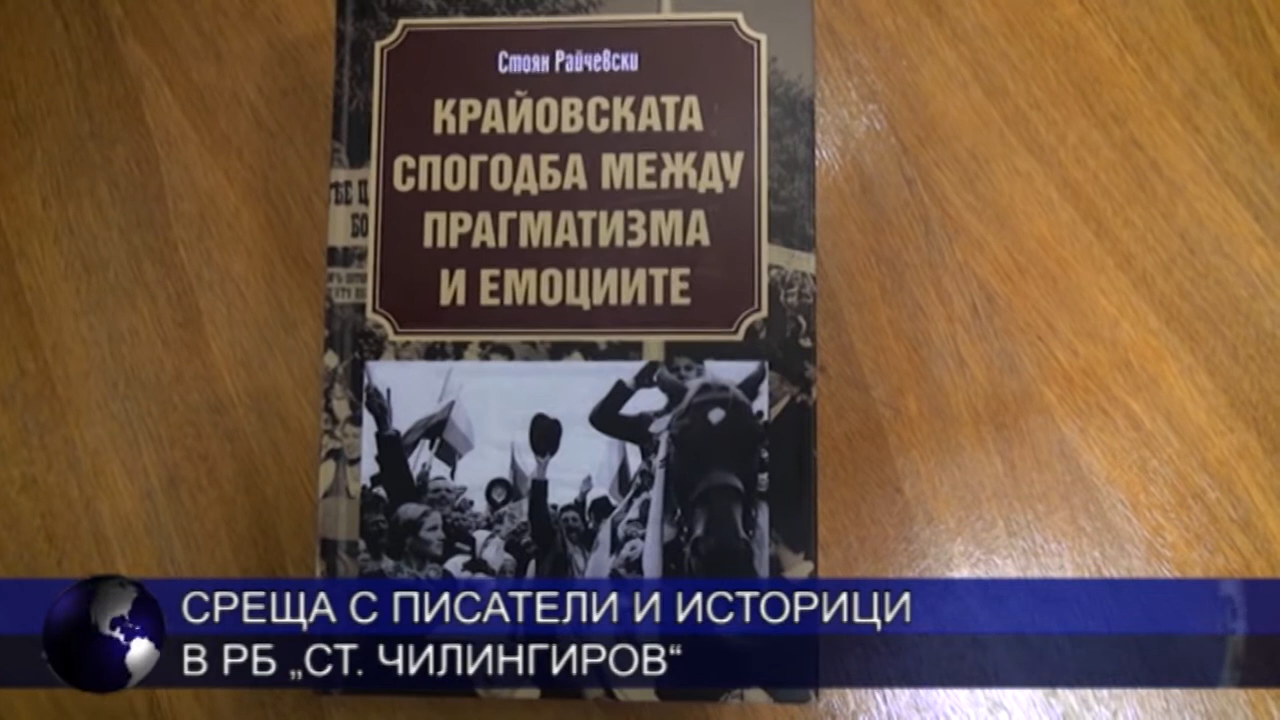 Стоян Райчевски
КРАЙОВСКАТА
СПОГОДБА МЕЖДУ
ПРАГМАТИЗМА
И ЕМОЦИИТЕ
СРЕЩА С ПИСАТЕЛИ И ИСТОРИЦИ
В РБ „СТ. ЧИЛИНГИРОВ“